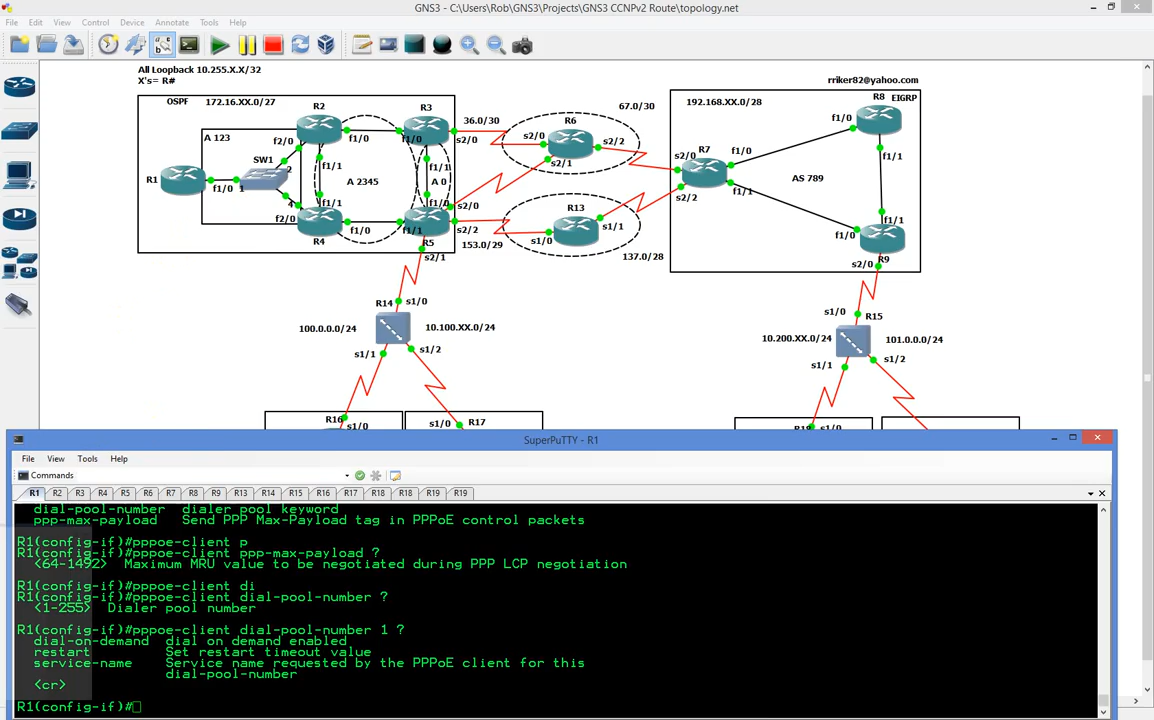 GNS3 - C:\Users\Rob\GNS3\Projects\GNS3 CCNPv2 Route\topology.net
File Edit View Control Device Annotate Tools Help
All Loopback 10.255.X.X/32
X's= R#
rriker82@yahoo.com
OSPF 172.16.XX.0/27
67.0/30
192.168.XX.0/28
R8 EIGRP
R2
R3
36.0/30
R6
f1/0
A 123
f2/0
f1/0
f1/0
s2/0
s2/0
s2/2
R7
f1/0
SW1
2
f1/1
f1/1
s2/1
s2/0
f1/1
R1
f1/0 1
A 2345
A 0
AS 789
4
f1/1
f1/0
s2/0
R13
f1/1
s2/2
f2/0
f1/0
f1/1
s2/2
s1/0
s1/1
f1/1
f1/0
R4
R5
153.0/29
137.0/28
R9
s2/1
s2/0
R14
s1/0
s1/0
R15
100.0.0.0/24
10.100.XX.0/24
10.200.XX.0/24
101.0.0.0/24
s1/1
s1/2
s1/1
s1/2
R16
s1/0
s1/0
R17
s1/0
SuperPuTTY - R1
File View Tools Help
Commands
R1 R2 R3 R4 R5 R6 R7 R8 R9 R13 R14 R15 R16 R17 R18 R18 R19 R19
dial-pool-number dialer pool keyword
ppp-max-payload Send PPP Max-Payload tag in PPPoE control packets
R1(config-if)#pppoe-client p
R1(config-if)#pppoe-client ppp-max-payload ?
<64-1492> Maximum MRU value to be negotiated during PPP LCP negotiation
R1(config-if)#pppoe-client di
R1(config-if)#pppoe-client dial-pool-number ?
<1-255> Dialer pool number
R1(config-if)#pppoe-client dial-pool-number 1 ?
dial-on-demand dial on demand enabled
restart Set restart timeout value
service-name Service name requested by the PPPoE client for this
dial-pool-number
<cr>
R1(config-if)#